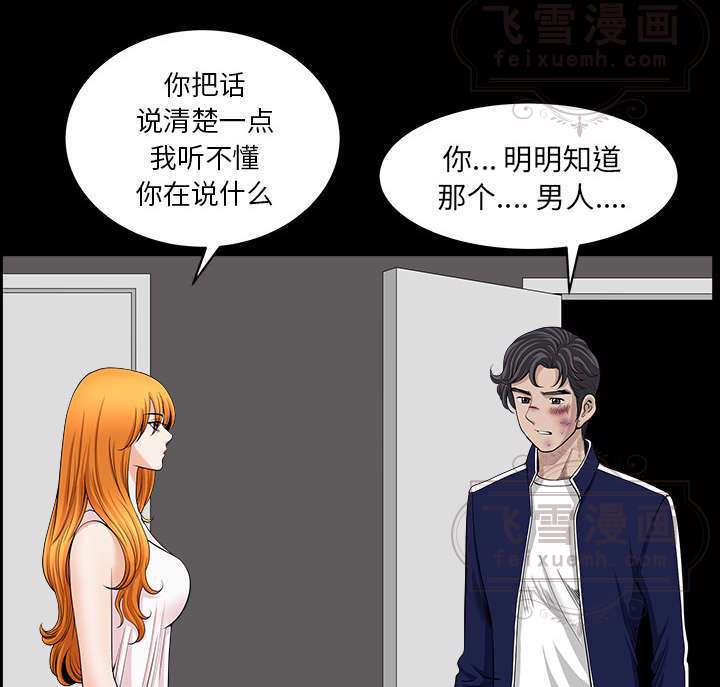 飞雪漫画
feixuemh.com
你把话
说清楚一点
我听不懂
你在说什么
你... 明明知道
那个.... 男人....
飞雪漫画
feixuemh.com